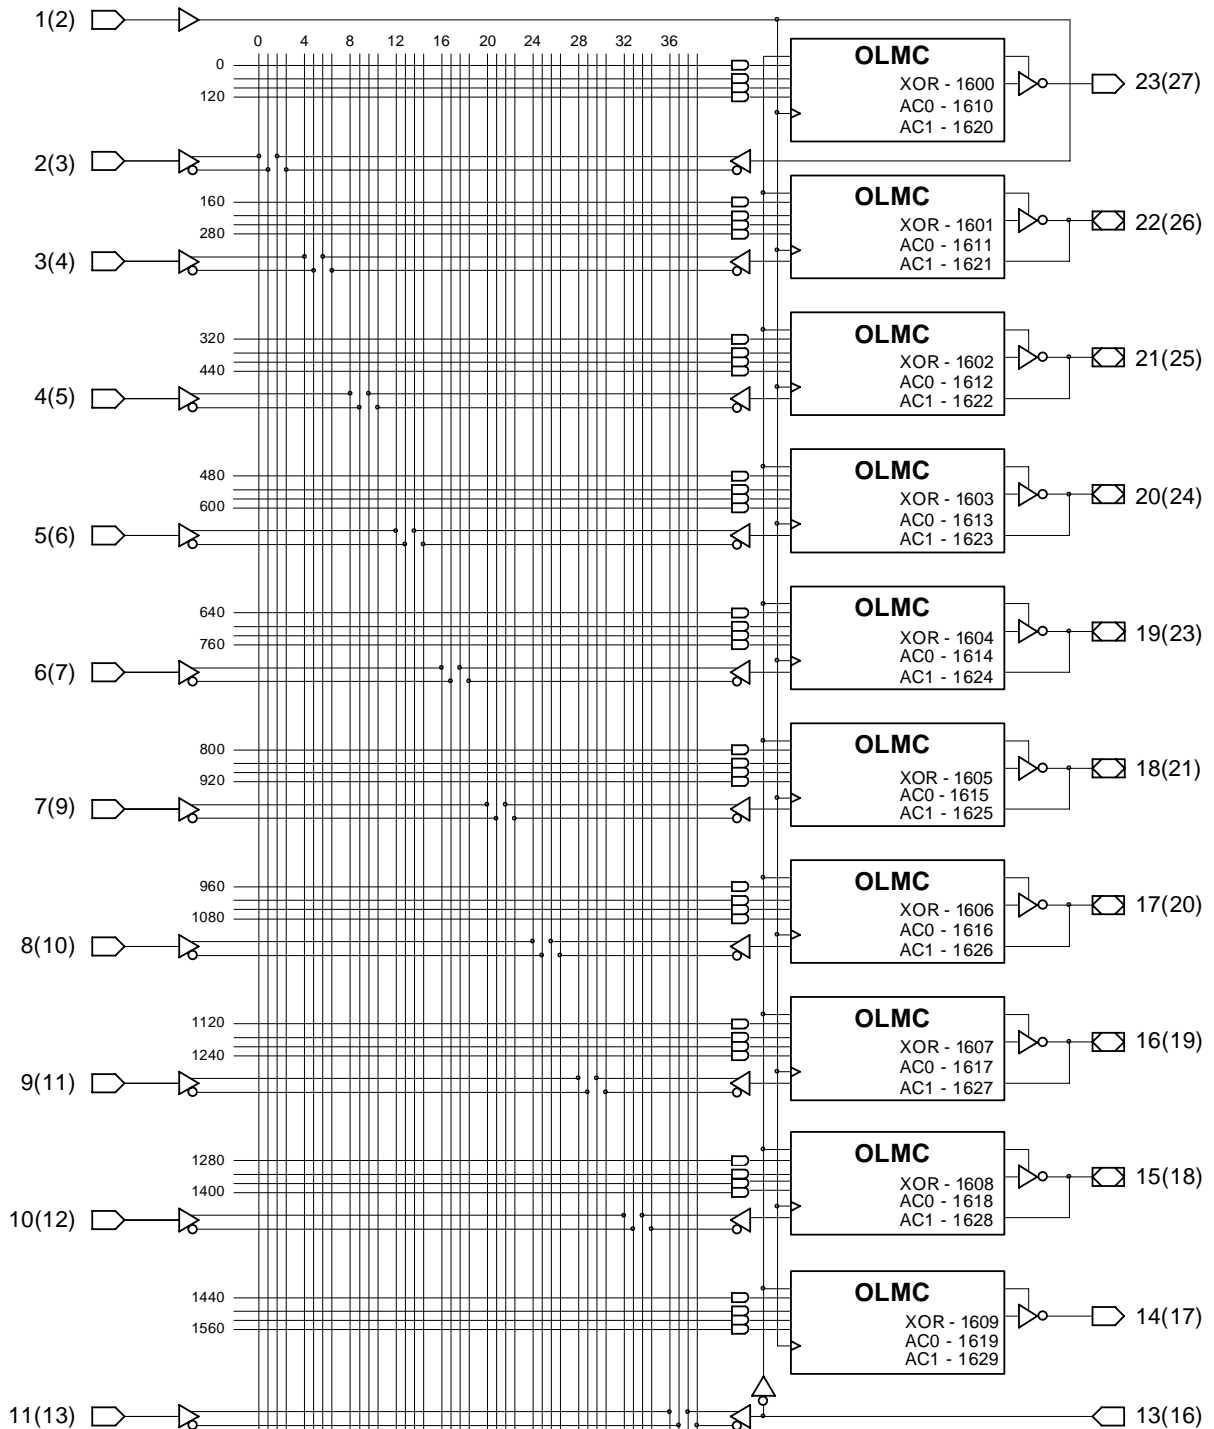 1(2)
0 4 8 12 16 20 24 28 32 36
0
120
OLMC
XOR - 1600
AC0 - 1610
AC1 - 1620
23(27)
2(3)
160
280
OLMC
XOR - 1601
AC0 - 1611
AC1 - 1621
22(26)
3(4)
320
440
OLMC
XOR - 1602
AC0 - 1612
AC1 - 1622
21(25)
4(5)
480
600
OLMC
XOR - 1603
AC0 - 1613
AC1 - 1623
20(24)
5(6)
640
760
OLMC
XOR - 1604
AC0 - 1614
AC1 - 1624
19(23)
6(7)
800
920
OLMC
XOR - 1605
AC0 - 1615
AC1 - 1625
18(21)
7(9)
960
1080
OLMC
XOR - 1606
AC0 - 1616
AC1 - 1626
17(20)
8(10)
1120
1240
OLMC
XOR - 1607
AC0 - 1617
AC1 - 1627
16(19)
9(11)
1280
1400
OLMC
XOR - 1608
AC0 - 1618
AC1 - 1628
15(18)
10(12)
1440
1560
OLMC
XOR - 1609
AC0 - 1619
AC1 - 1629
14(17)
11(13)
13(16)